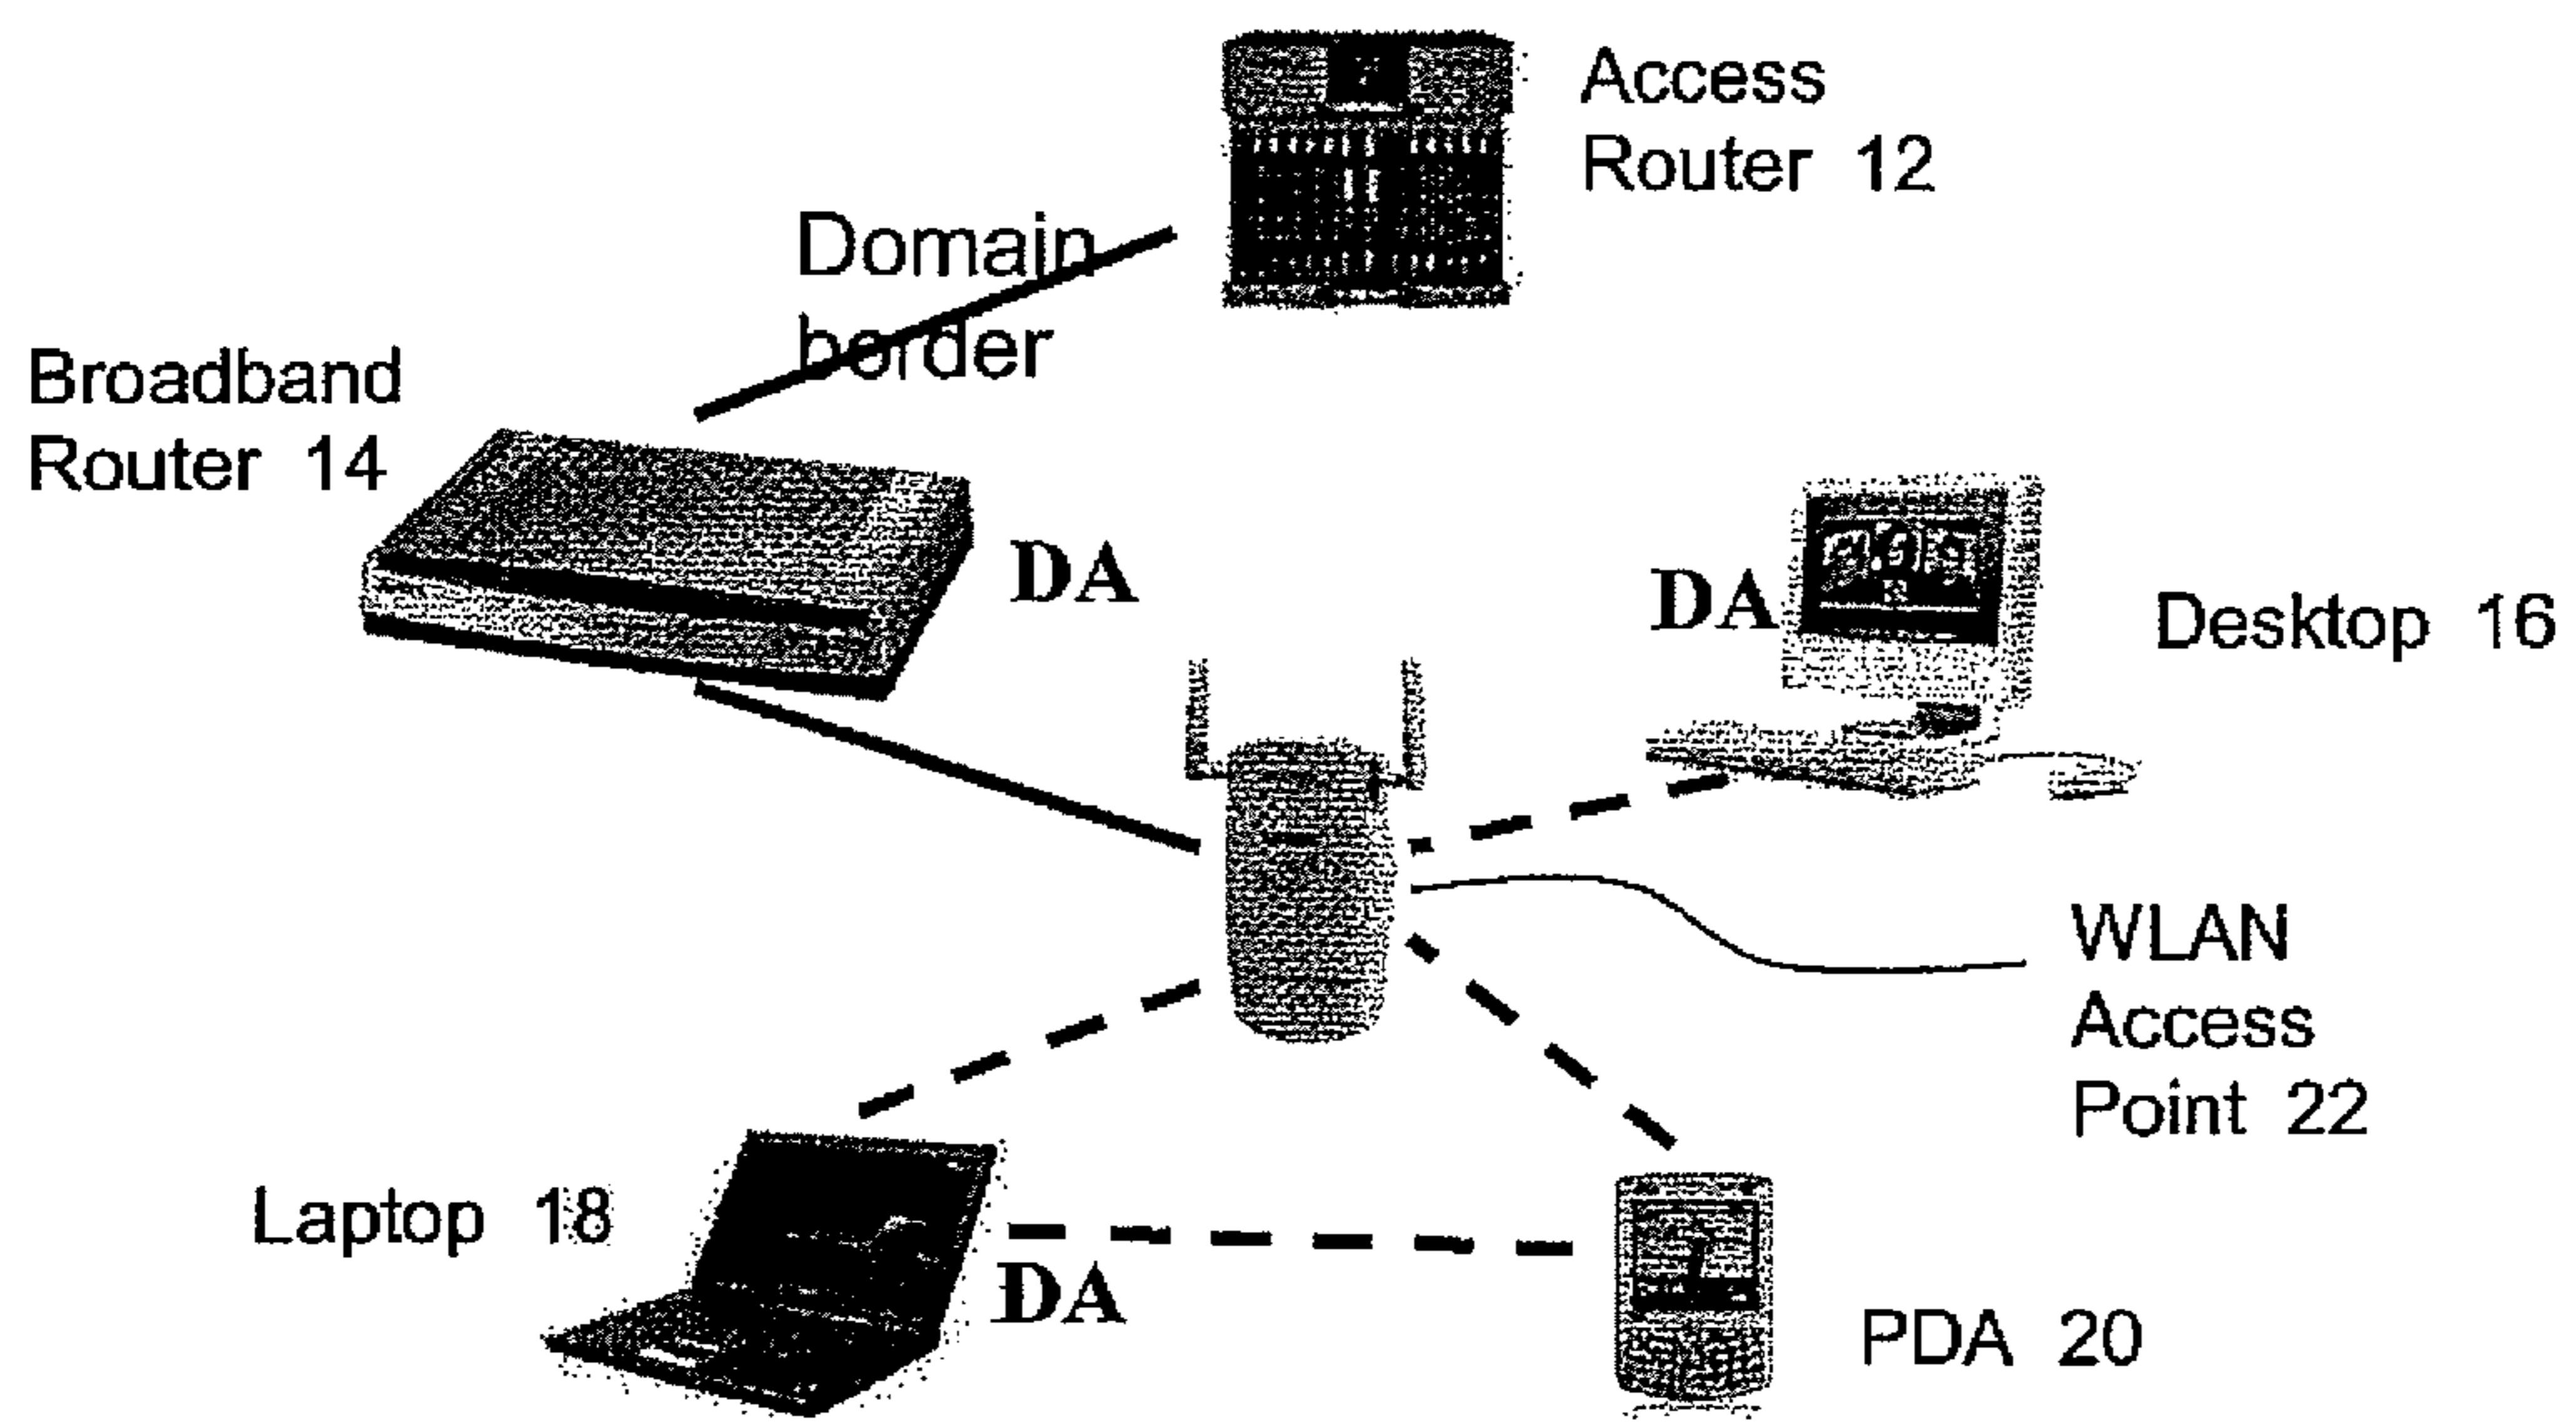 Access
Router 12
Domain
border
Broadband
Router 14
DA
DA
Desktop 16
WLAN
Access
Point 22
Laptop 18
DA
PDA 20